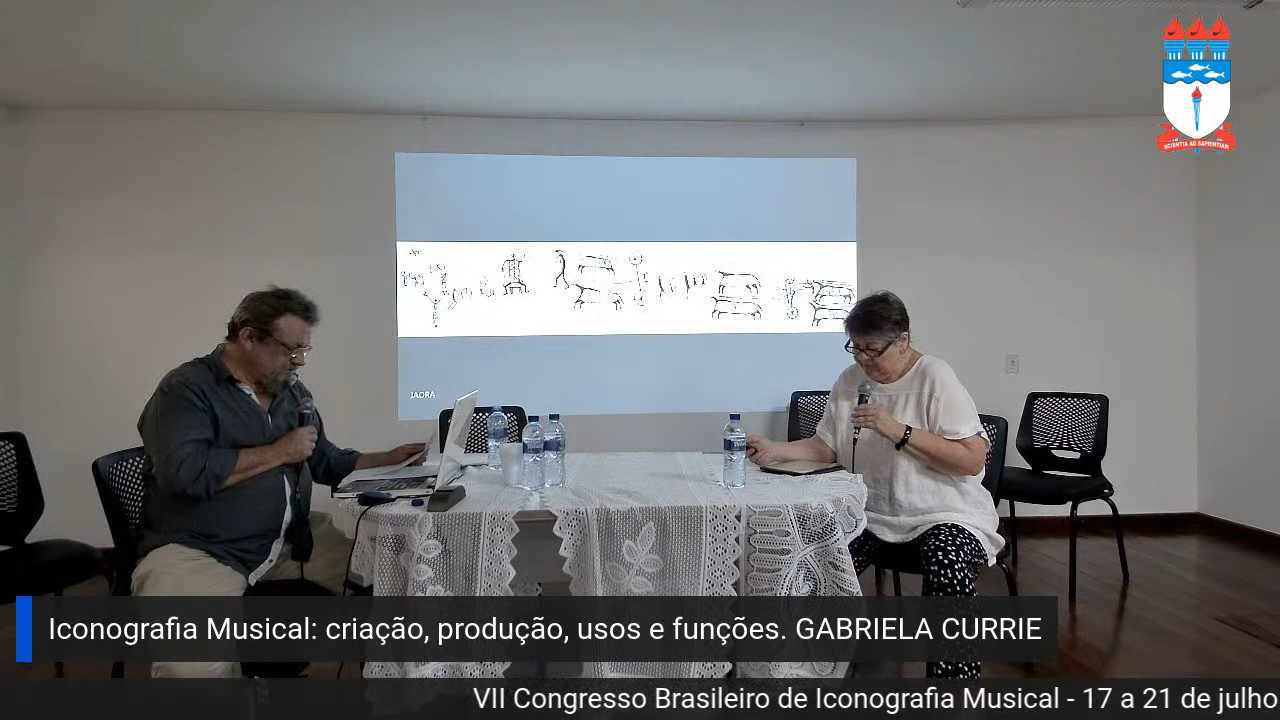 SCIENTIA AD SAPIENTIAM
JAORA
Iconografia Musical: criação, produção, usos e funções. GABRIELA CURRIE
VII Congresso Brasileiro de Iconografia Musical - 17 a 21 de julho